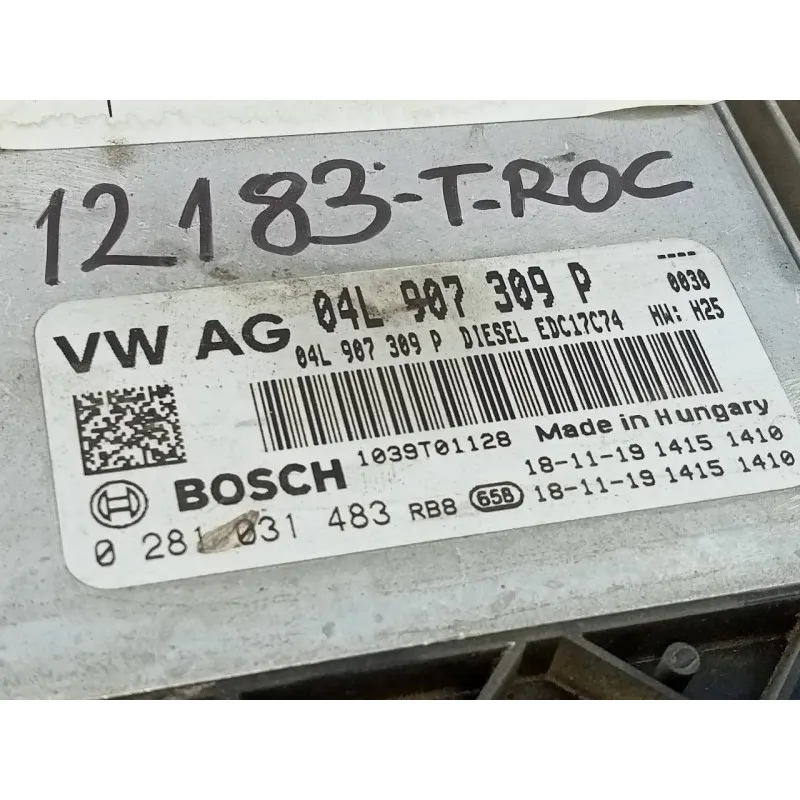 12183-T-ROC
----
VW AG 04L 907 309 P 0030
04L 907 309 P DIESEL EDC17C74 HW: H25
1039T01128 Made in Hungary
BOSCH 18-11-19 1415 1410
0 281 031 483 RB8 65B 18-11-19 1415 1410